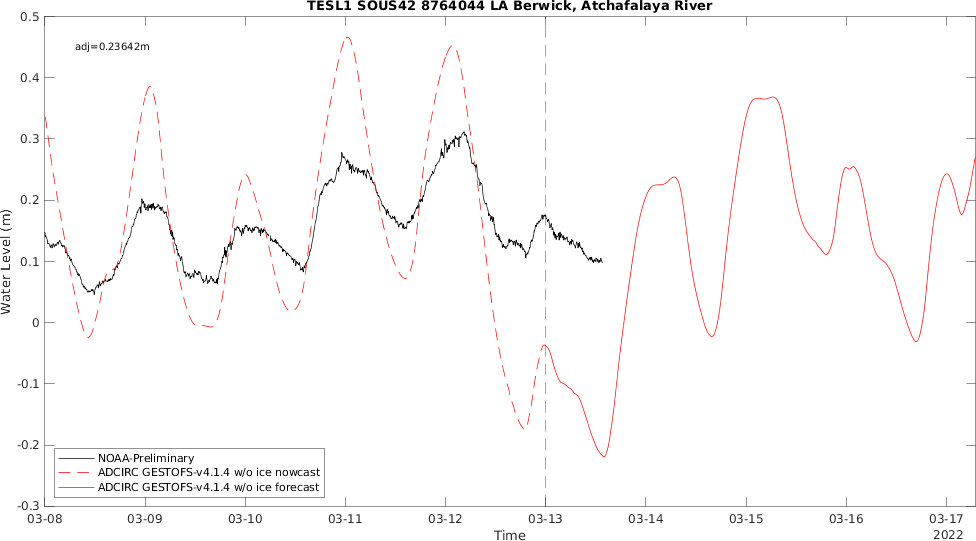 TESL1 SOUS42 8764044 LA Berwick, Atchafalaya River
adj=0.23642m
0.5
0.4
0.3
0.2
0.1
0
-0.1
-0.2
-0.3
Water Level (m)
NOAA-Preliminary
ADCIRC GESTOFS-v4.1.4 w/o ice nowcast
ADCIRC GESTOFS-v4.1.4 w/o ice forecast
03-08 03-09 03-10 03-11 03-12 03-13 03-14 03-15 03-16 03-17
2022
Time